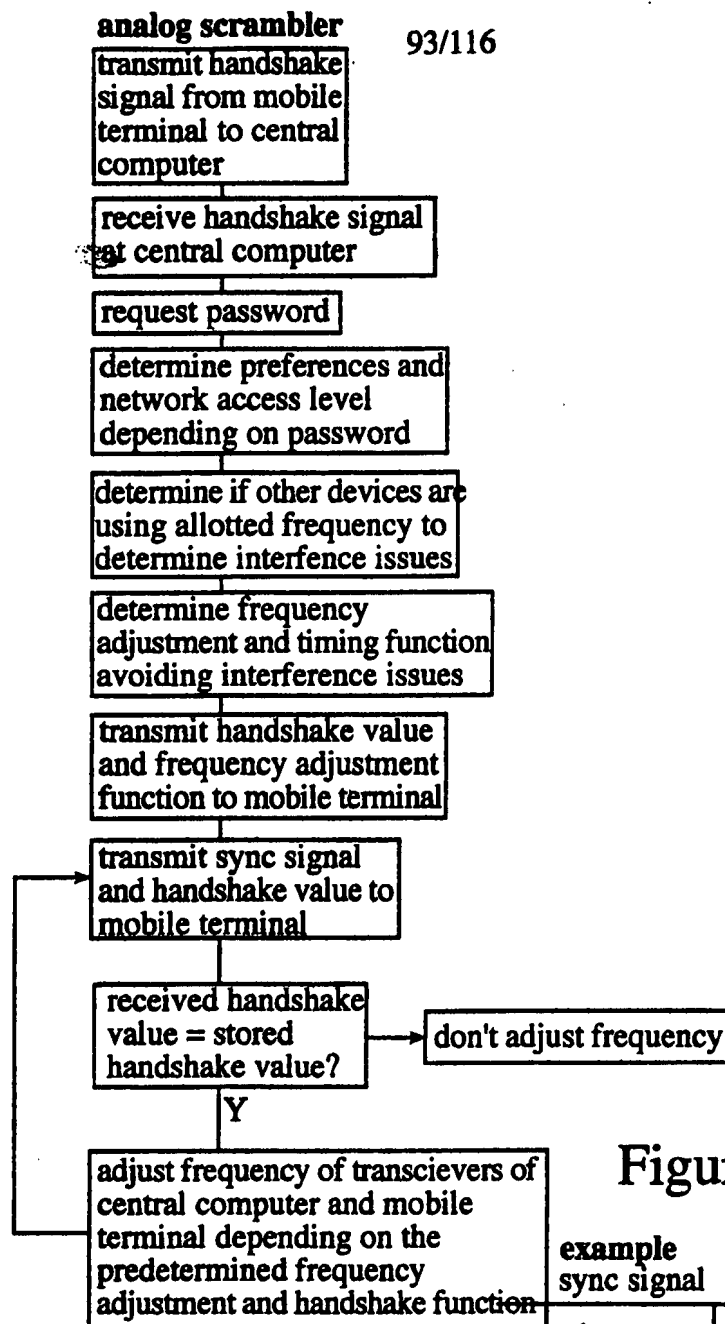 analog scrambler
93/116
transmit handshake
signal from mobile
terminal to central
computer
receive handshake signal
at central computer
request password
determine preferences and
network access level
depending on password
determine if other devices are
using allotted frequency to
determine interfence issues
determine frequency
adjustment and timing function
avoiding interference issues
transmit handshake value
and frequency adjustment
function to mobile terminal
transmit sync signal
and handshake value to
mobile terminal
received handshake
value = stored
handshake value?
don't adjust frequency
Y
adjust frequency of transcievers of
central computer and mobile
terminal depending on the
predetermined frequency
adjustment and handshake function
example
sync signal